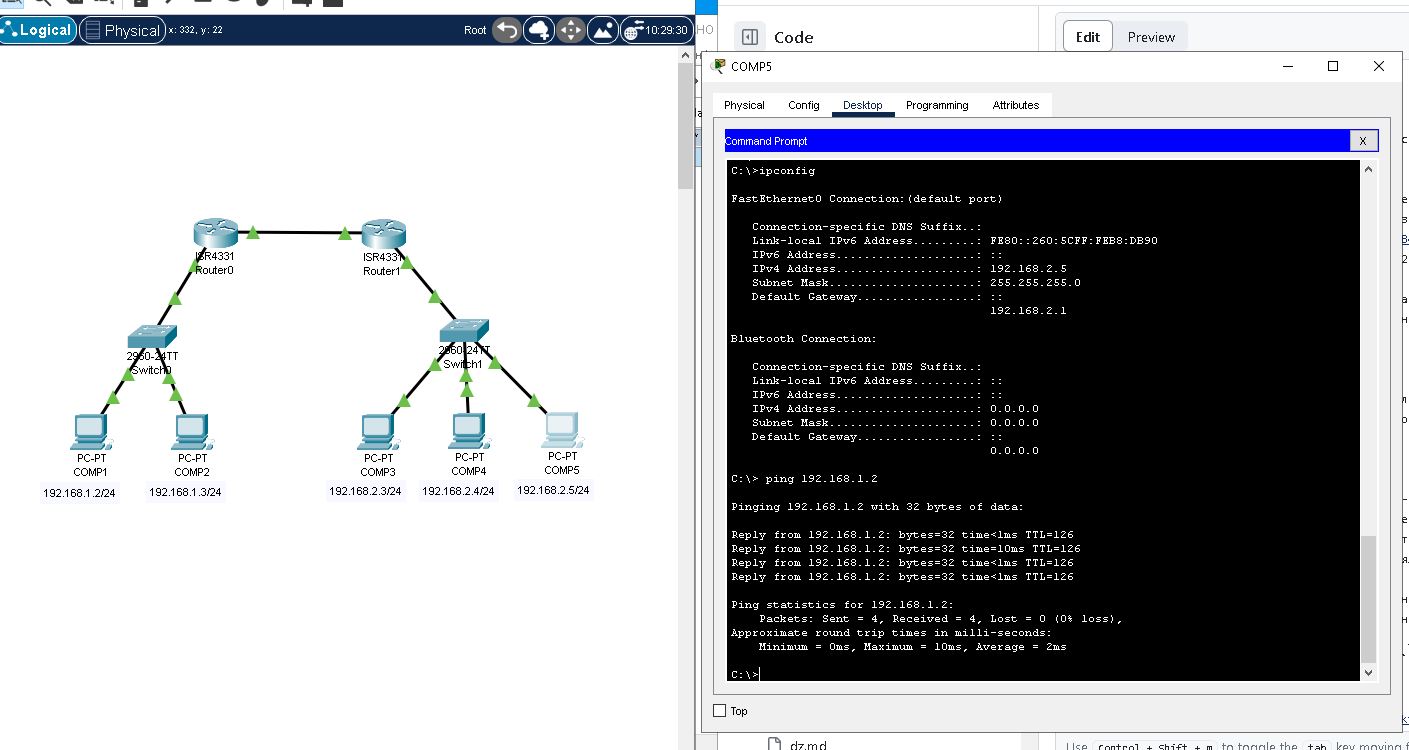 Logical
Physical
x: 332, y: 22
Root
10:29:30
ISR4331
Router0
ISR4331
Router1
2960-24TT
Switch0
2960-24TT
Switch1
PC-PT
COMP1
PC-PT
COMP2
PC-PT
COMP3
PC-PT
COMP4
PC-PT
COMP5
192.168.1.2/24
192.168.1.3/24
192.168.2.3/24
192.168.2.4/24
192.168.2.5/24
Code
Edit
Preview
COMP5
Physical
Config
Desktop
Programming
Attributes
Command Prompt
X
C:\>ipconfig
FastEthernet0 Connection:(default port)
Connection-specific DNS Suffix..:
Link-local IPv6 Address.........: FE80::260:5CFF:FEB8:DB90
IPv6 Address....................: ::
IPv4 Address....................: 192.168.2.5
Subnet Mask.....................: 255.255.255.0
Default Gateway.................: ::
192.168.2.1
Bluetooth Connection:
Connection-specific DNS Suffix..:
Link-local IPv6 Address.........: ::
IPv6 Address....................: ::
IPv4 Address....................: 0.0.0.0
Subnet Mask.....................: 0.0.0.0
Default Gateway.................: ::
0.0.0.0
C:\> ping 192.168.1.2
Pinging 192.168.1.2 with 32 bytes of data:
Reply from 192.168.1.2: bytes=32 time<1ms TTL=126
Reply from 192.168.1.2: bytes=32 time=10ms TTL=126
Reply from 192.168.1.2: bytes=32 time<1ms TTL=126
Reply from 192.168.1.2: bytes=32 time<1ms TTL=126
Ping statistics for 192.168.1.2:
Packets: Sent = 4, Received = 4, Lost = 0 (0% loss),
Approximate round trip times in milli-seconds:
Minimum = 0ms, Maximum = 10ms, Average = 2ms
C:\>
Top
dz.md
Use Control + Shift + m to toggle the tab key moving